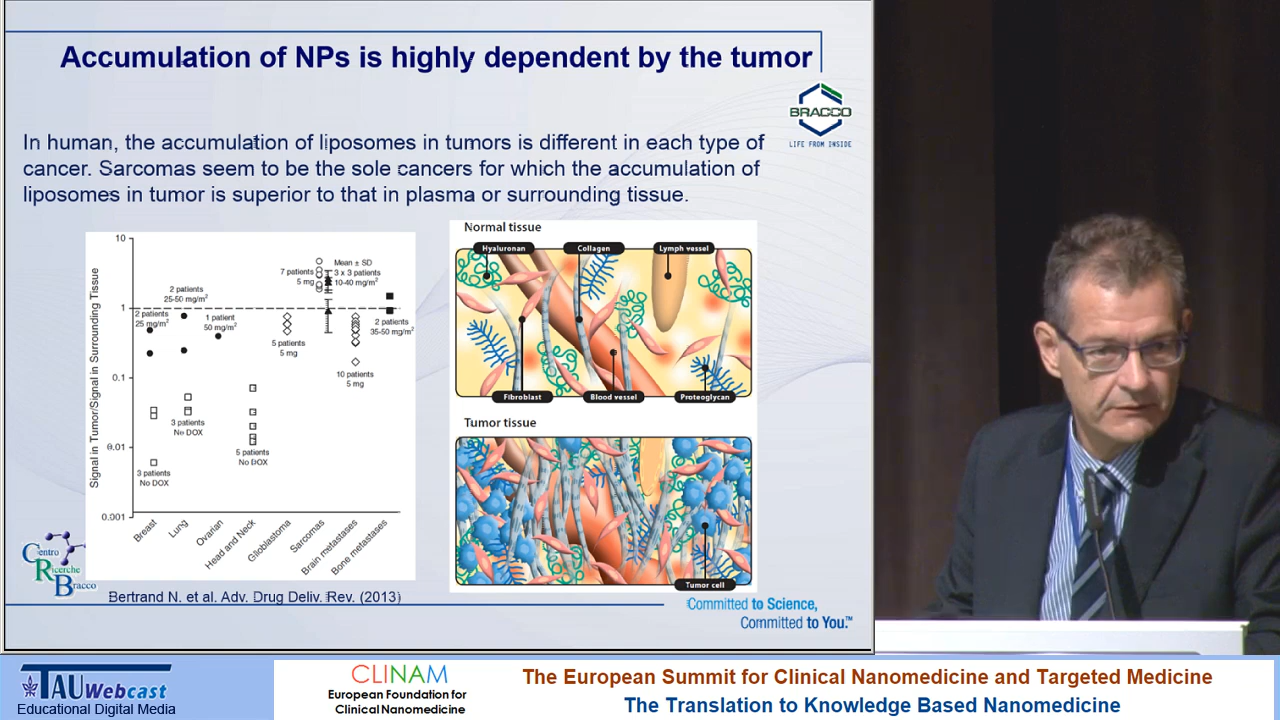 Accumulation of NPs is highly dependent by the tumor
BRACCO
LIFE FROM INSIDE
In human, the accumulation of liposomes in tumors is different in each type of
cancer. Sarcomas seem to be the sole cancers for which the accumulation of
liposomes in tumor is superior to that in plasma or surrounding tissue.
Signal in Tumor/Signal in Surrounding Tissue
10
1
0.1
0.01
0.001
2 patients
25 mg/m²
2 patients
25-50 mg/m²
1 patient
50 mg/m²
7 patients
5 mg
Mean ± SD
3 x 3 patients
10-40 mg/m²
5 patients
5 mg
2 patients
35-50 mg/m²
10 patients
5 mg
3 patients
No DOX
3 patients
No DOX
5 patients
No DOX
Breast
Lung
Ovarian
Head and Neck
Glioblastoma
Sarcomas
Brain metastases
Bone metastases
Normal tissue
Hyaluronan
Collagen
Lymph vessel
Fibroblast
Blood vessel
Proteoglycan
Tumor tissue
Tumor cell
Centro
Ricerche
Bracco
Bertrand N. et al. Adv. Drug Deliv. Rev. (2013)
Committed to Science,
Committed to You.™
TAU Webcast
Educational Digital Media
CLINAM
European Foundation for
Clinical Nanomedicine
The European Summit for Clinical Nanomedicine and Targeted Medicine
The Translation to Knowledge Based Nanomedicine